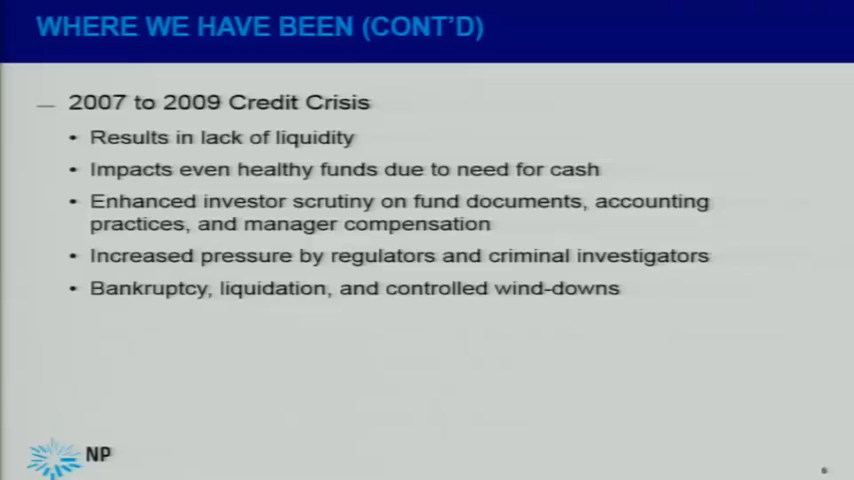 WHERE WE HAVE BEEN (CONT'D)
— 2007 to 2009 Credit Crisis
• Results in lack of liquidity
• Impacts even healthy funds due to need for cash
• Enhanced investor scrutiny on fund documents, accounting
practices, and manager compensation
• Increased pressure by regulators and criminal investigators
• Bankruptcy, liquidation, and controlled wind-downs
NP